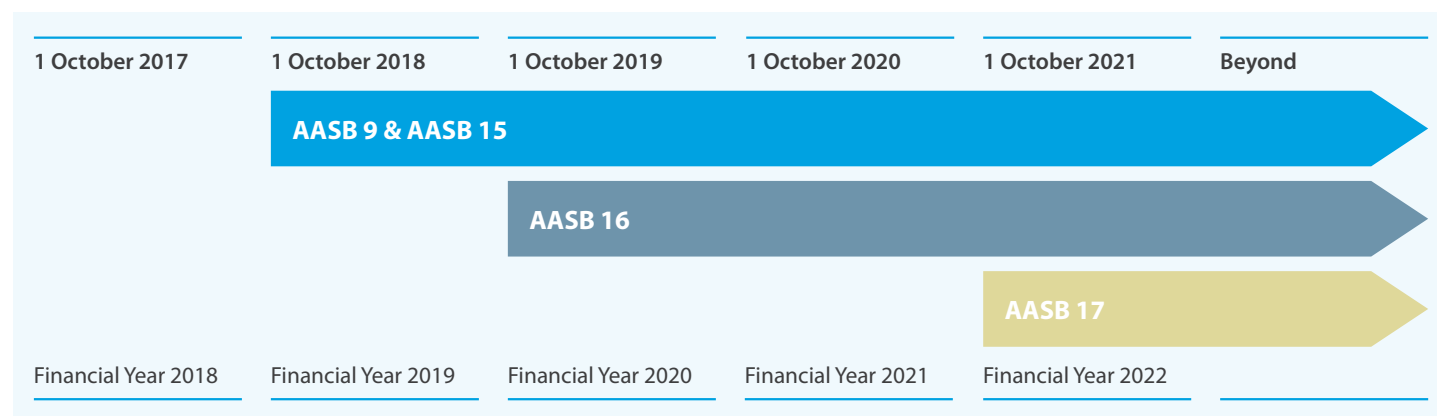 1 October 2017 1 October 2018 1 October 2019 1 October 2020 1 October 2021 Beyond
AASB 9 & AASB 15
AASB 16
AASB 17
Financial Year 2018 Financial Year 2019 Financial Year 2020 Financial Year 2021 Financial Year 2022